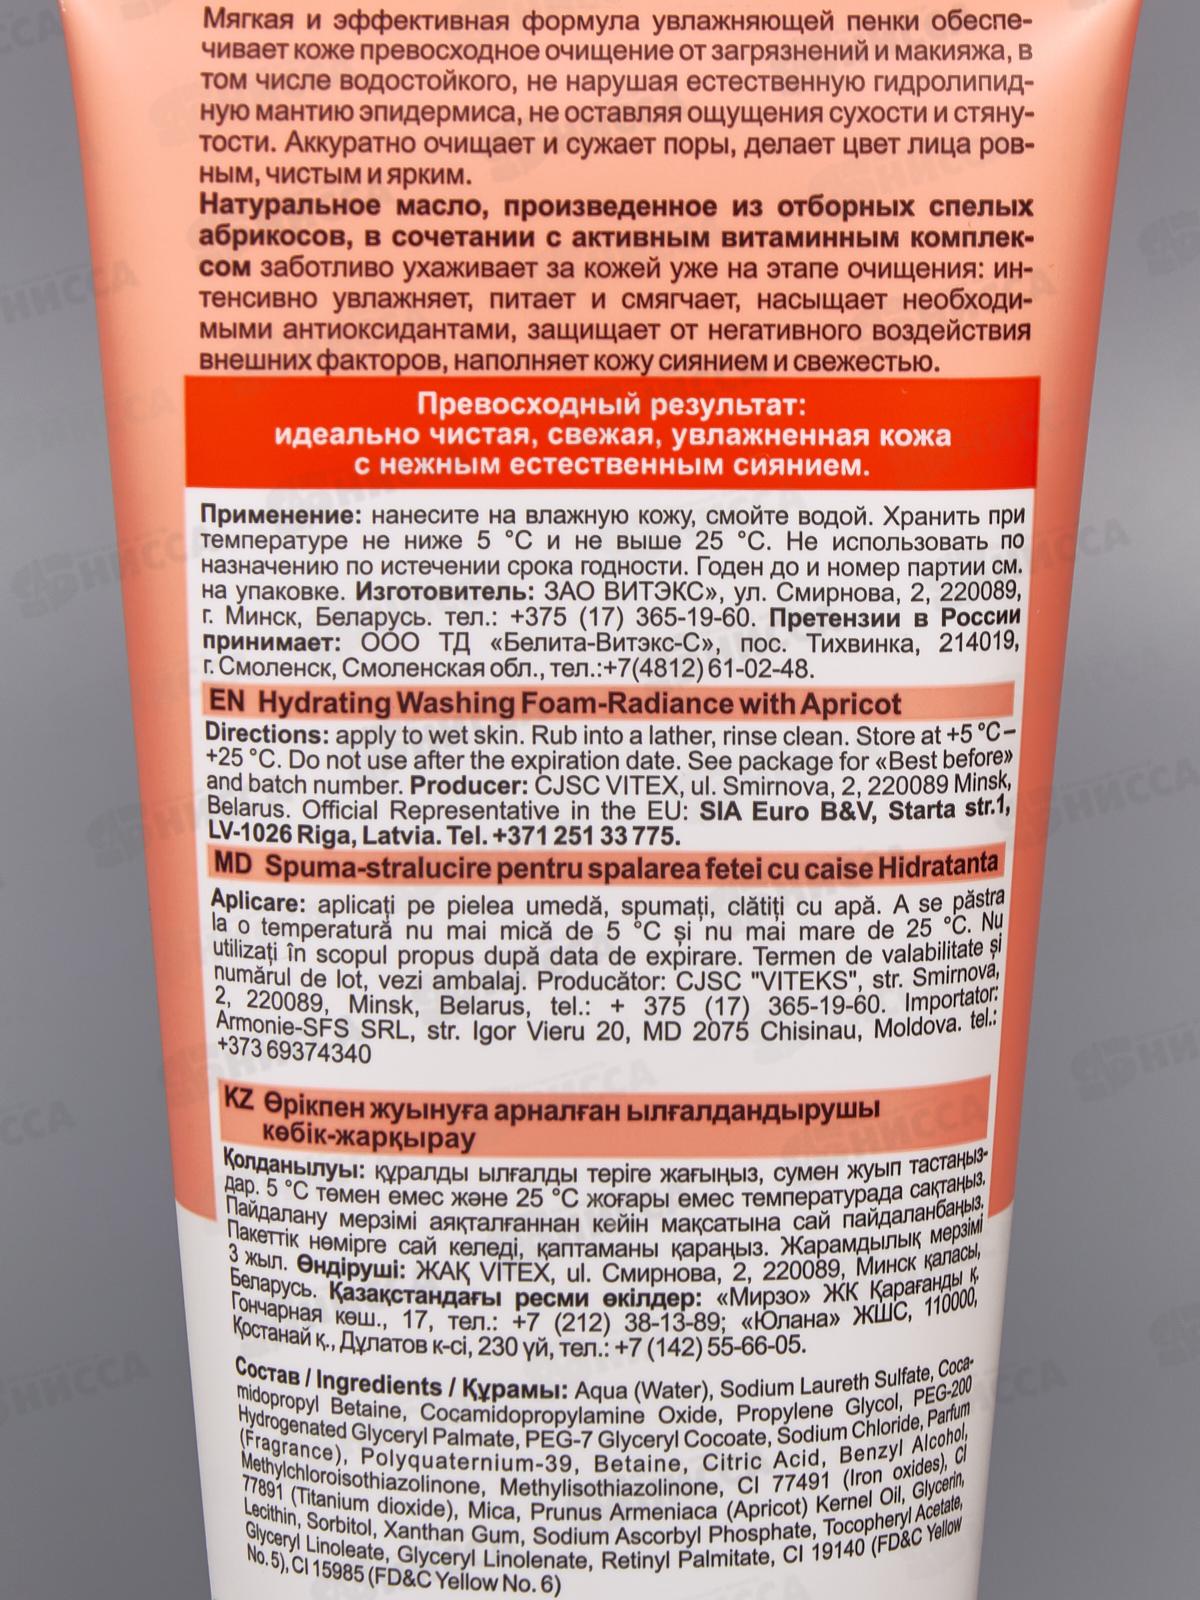 Мягкая и эффективная формула увлажняющей пенки обеспе-
чивает коже превосходное очищение от загрязнений и макияжа, в
том числе водостойкого, не нарушая естественную гидролипид-
ную мантию эпидермиса, не оставляя ощущения сухости и стяну-
тости. Аккуратно очищает и сужает поры, делает цвет лица ров-
ным, чистым и ярким.
Натуральное масло, произведенное из отборных спелых
абрикосов, в сочетании с активным витаминным комплек-
сом заботливо ухаживает за кожей уже на этапе очищения: ин-
тенсивно увлажняет, питает и смягчает, насыщает необходи-
мыми антиоксидантами, защищает от негативного воздействия
внешних факторов, наполняет кожу сиянием и свежестью.
Превосходный результат:
идеально чистая, свежая, увлажненная кожа
с нежным естественным сиянием.
Применение: нанесите на влажную кожу, смойте водой. Хранить при
температуре не ниже 5 °С и не выше 25 °С. Не использовать по
назначению по истечении срока годности. Годен до и номер партии см.
на упаковке. Изготовитель: ЗАО ВИТЭКС», ул. Смирнова, 2, 220089,
г. Минск, Беларусь. тел.: +375 (17) 365-19-60. Претензии в России
принимает: ООО ТД «Белита-Витэкс-С», пос. Тихвинка, 214019,
г. Смоленск, Смоленская обл., тел.:+7(4812) 61-02-48.
EN Hydrating Washing Foam-Radiance with Apricot
Directions: apply to wet skin. Rub into a lather, rinse clean. Store at +5 °C–
+25 °C. Do not use after the expiration date. See package for «Best before»
and batch number. Producer: CJSC VITEX, ul. Smirnova, 2, 220089 Minsk,
Belarus. Official Representative in the EU: SIA Euro B&V, Starta str.1,
LV-1026 Riga, Latvia. Tel. +371 251 33 775.
MD Spuma-stralucire pentru spalarea fetei cu caise Hidratanta
Aplicare: aplicați pe pielea umedă, spumați, clătiți cu apă. A se păstra
la o temperatură nu mai mică de 5 °C și nu mai mare de 25 °C. Nu
utilizați în scopul propus după data de expirare. Termen de valabilitate și
numărul de lot, vezi ambalaj. Producător: CJSC "VITEKS", str. Smirnova,
2, 220089, Minsk, Belarus, tel.: + 375 (17) 365-19-60. Importator:
Armonie-SFS SRL, str. Igor Vieru 20, MD 2075 Chisinau, Moldova. tel.:
+373 69374340
KZ Өрікпен жуынуға арналған ылғалдандырушы
көбік-жарқырау
Қолданылуы: құралды ылғалды теріге жағыңыз, сумен жуып тастаңыз-
дар. 5 °С төмен емес және 25 °С жоғары емес температурада сақтаңыз.
Пайдалану мерзімі аяқталғаннан кейін мақсатына сай пайдаланбаңыз.
Пакеттік нөмірге сай келеді, қаптаманы қараңыз. Жарамдылық мерзімі
3 жыл. Өндіруші: ЖАҚ VITEX, ul. Смирнова, 2, 220089, Минск қаласы,
Беларусь. Қазақстандағы ресми өкілдер: «Мирзо» ЖК Қарағанды қ.
Гончарная көш., 17, тел.: +7 (212) 38-13-89; «Юлана» ЖШС, 110000,
Қостанай қ., Дұлатов к-сі, 230 үй, тел.: +7 (142) 55-66-05.
Состав / Ingredients / Құрамы: Aqua (Water), Sodium Laureth Sulfate, Coca-
midopropyl Betaine, Cocamidopropylamine Oxide, Propylene Glycol, PEG-200
Hydrogenated Glyceryl Palmate, PEG-7 Glyceryl Cocoate, Sodium Chloride, Parfum
(Fragrance), Polyquaternium-39, Betaine, Citric Acid, Benzyl Alcohol,
Methylchloroisothiazolinone, Methylisothiazolinone, CI 77491 (Iron oxides), CI
77891 (Titanium dioxide), Mica, Prunus Armeniaca (Apricot) Kernel Oil, Glycerin,
Lecithin, Sorbitol, Xanthan Gum, Sodium Ascorbyl Phosphate, Tocopheryl Acetate,
Glyceryl Linoleate, Glyceryl Linolenate, Retinyl Palmitate, CI 19140 (FD&C Yellow
No. 5), CI 15985 (FD&C Yellow No. 6)